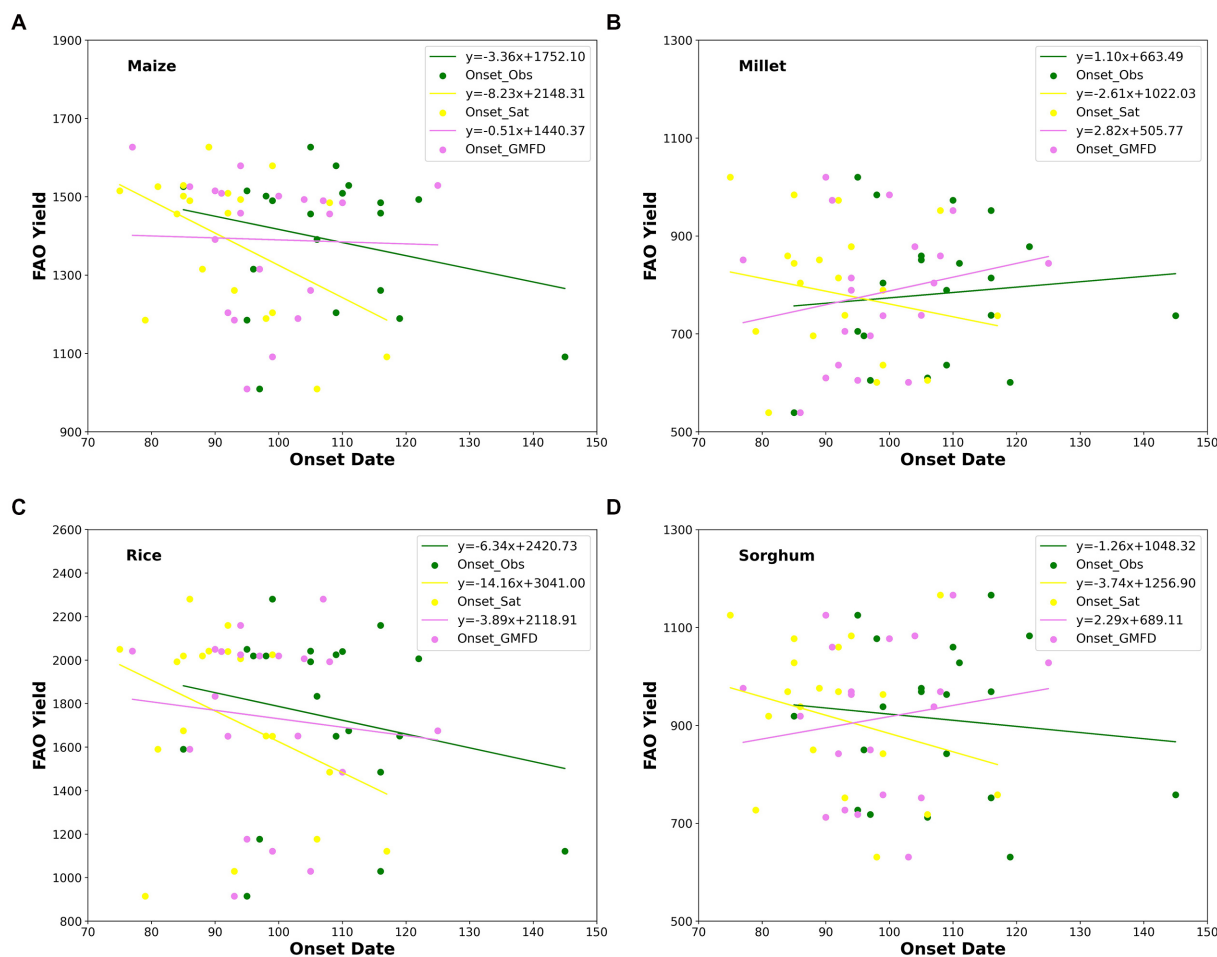 A
Maize
y=-3.36x+1752.10
Onset_Obs
y=-8.23x+2148.31
Onset_Sat
y=-0.51x+1440.37
Onset_GMFD
1900
1700
1500
1300
1100
900
FAO Yield
70 80 90 100 110 120 130 140 150
Onset Date
B
Millet
y=1.10x+663.49
Onset_Obs
y=-2.61x+1022.03
Onset_Sat
y=2.82x+505.77
Onset_GMFD
1300
1100
900
700
500
FAO Yield
70 80 90 100 110 120 130 140 150
Onset Date
C
Rice
y=-6.34x+2420.73
Onset_Obs
y=-14.16x+3041.00
Onset_Sat
y=-3.89x+2118.91
Onset_GMFD
2600
2400
2200
2000
1800
1600
1400
1200
1000
800
FAO Yield
70 80 90 100 110 120 130 140 150
Onset Date
D
Sorghum
y=-1.26x+1048.32
Onset_Obs
y=-3.74x+1256.90
Onset_Sat
y=2.29x+689.11
Onset_GMFD
1300
1100
900
700
500
FAO Yield
70 80 90 100 110 120 130 140 150
Onset Date